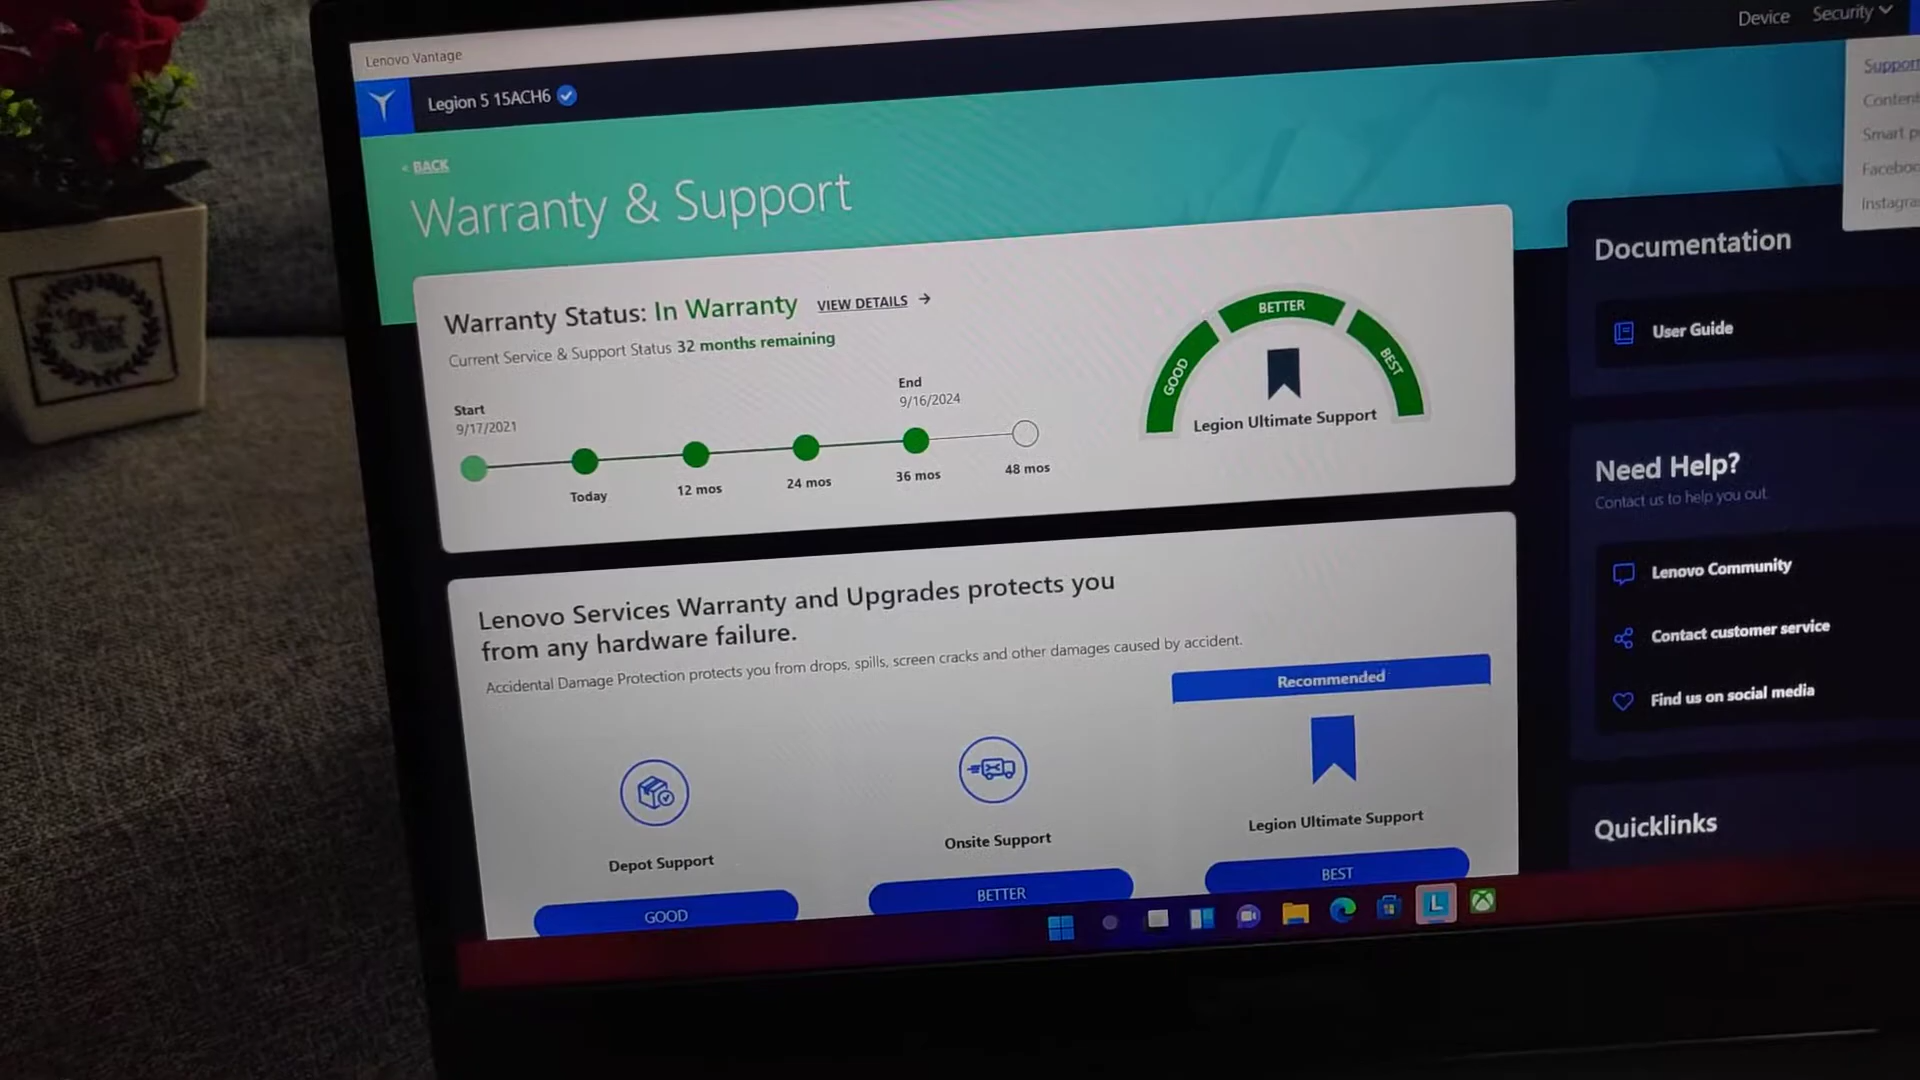 Lenovo Vantage
Device
Security
Legion 5 15ACH6
Support
< BACK
Warranty & Support
Documentation
User Guide
Warranty Status: In Warranty
VIEW DETAILS →
Current Service & Support Status 32 months remaining
Start
9/17/2021
End
9/16/2024
Today
12 mos
24 mos
36 mos
48 mos
GOOD
BETTER
BEST
Legion Ultimate Support
Need Help?
Contact us to help you out.
Lenovo Community
Contact customer service
Find us on social media
Lenovo Services Warranty and Upgrades protects you
from any hardware failure.
Accidental Damage Protection protects you from drops, spills, screen cracks and other damages caused by accident.
Recommended
Depot Support
Onsite Support
Legion Ultimate Support
GOOD
BETTER
BEST
Quicklinks
L